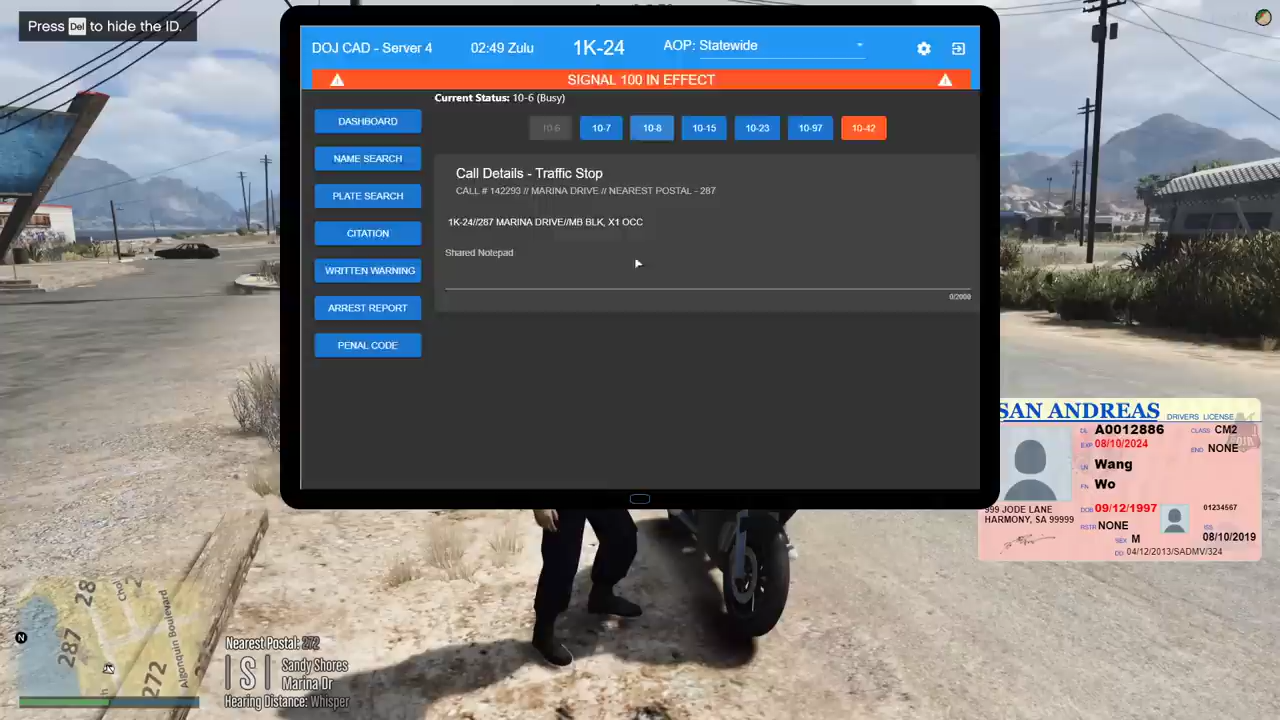 Press Del to hide the ID.
DOJ CAD - Server 4
02:49 Zulu
1K-24
AOP: Statewide
SIGNAL 100 IN EFFECT
Current Status: 10-6 (Busy)
10-6
10-7
10-8
10-15
10-23
10-97
10-42
DASHBOARD
NAME SEARCH
PLATE SEARCH
CITATION
WRITTEN WARNING
ARREST REPORT
PENAL CODE
Call Details - Traffic Stop
CALL # 142293 // MARINA DRIVE // NEAREST POSTAL - 287
1K-24//287 MARINA DRIVE//MB BLK, X1 OCC
Shared Notepad
0/2000
SAN ANDREAS DRIVERS LICENSE
DL A0012886
CLASS CM2
EXP 08/10/2024
END NONE
LN Wang
FN Wo
DOB 09/12/1997
01234567
999 JODE LANE
HARMONY, SA 99999
RSTR NONE
ISS
08/10/2019
SEX M
DD 04/12/2013/SADMV/324
N
28
287
272
Algonquin Boulevard
Nearest Postal: 272
| S |
Sandy Shores
Marina Dr
Hearing Distance: Whisper